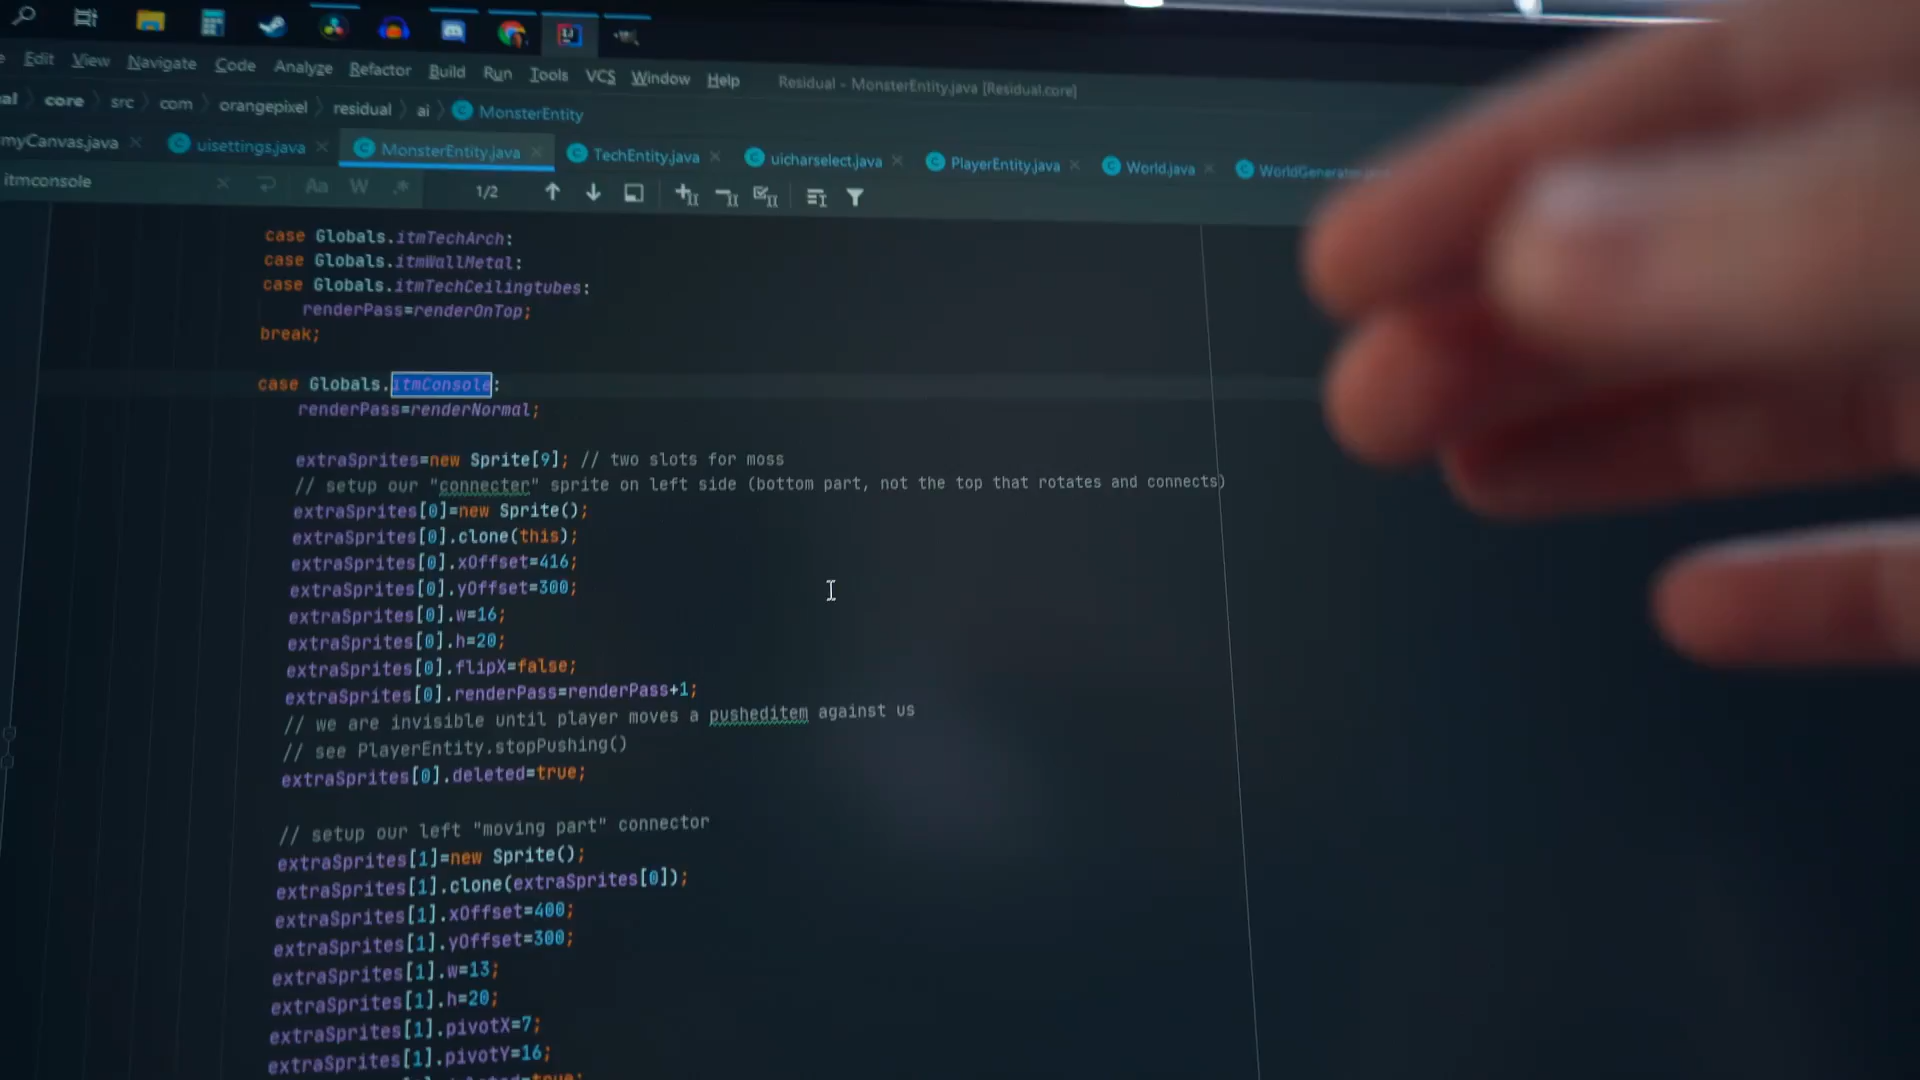 Edit View Navigate Code Analyze Refactor Build Run Tools VCS Window Help Residual - MonsterEntity.java [Residual.core]
core src com orangepixel residual ai MonsterEntity
myCanvas.java uisettings.java MonsterEntity.java TechEntity.java uicharselect.java PlayerEntity.java World.java WorldGenerator.java
itmconsole Aa W .* 1/2
case Globals.itmTechArch:
case Globals.itmWallMetal:
case Globals.itmTechCeilingtubes:
renderPass=renderOnTop;
break;
case Globals.itmConsole:
renderPass=renderNormal;
extraSprites=new Sprite[9]; // two slots for moss
// setup our "connecter" sprite on left side (bottom part, not the top that rotates and connects)
extraSprites[0]=new Sprite();
extraSprites[0].clone(this);
extraSprites[0].xOffset=416;
extraSprites[0].yOffset=300;
extraSprites[0].w=16;
extraSprites[0].h=20;
extraSprites[0].flipX=false;
extraSprites[0].renderPass=renderPass+1;
// we are invisible until player moves a pusheditem against us
// see PlayerEntity.stopPushing()
extraSprites[0].deleted=true;
// setup our left "moving part" connector
extraSprites[1]=new Sprite();
extraSprites[1].clone(extraSprites[0]);
extraSprites[1].xOffset=400;
extraSprites[1].yOffset=300;
extraSprites[1].w=13;
extraSprites[1].h=20;
extraSprites[1].pivotX=7;
extraSprites[1].pivotY=16;